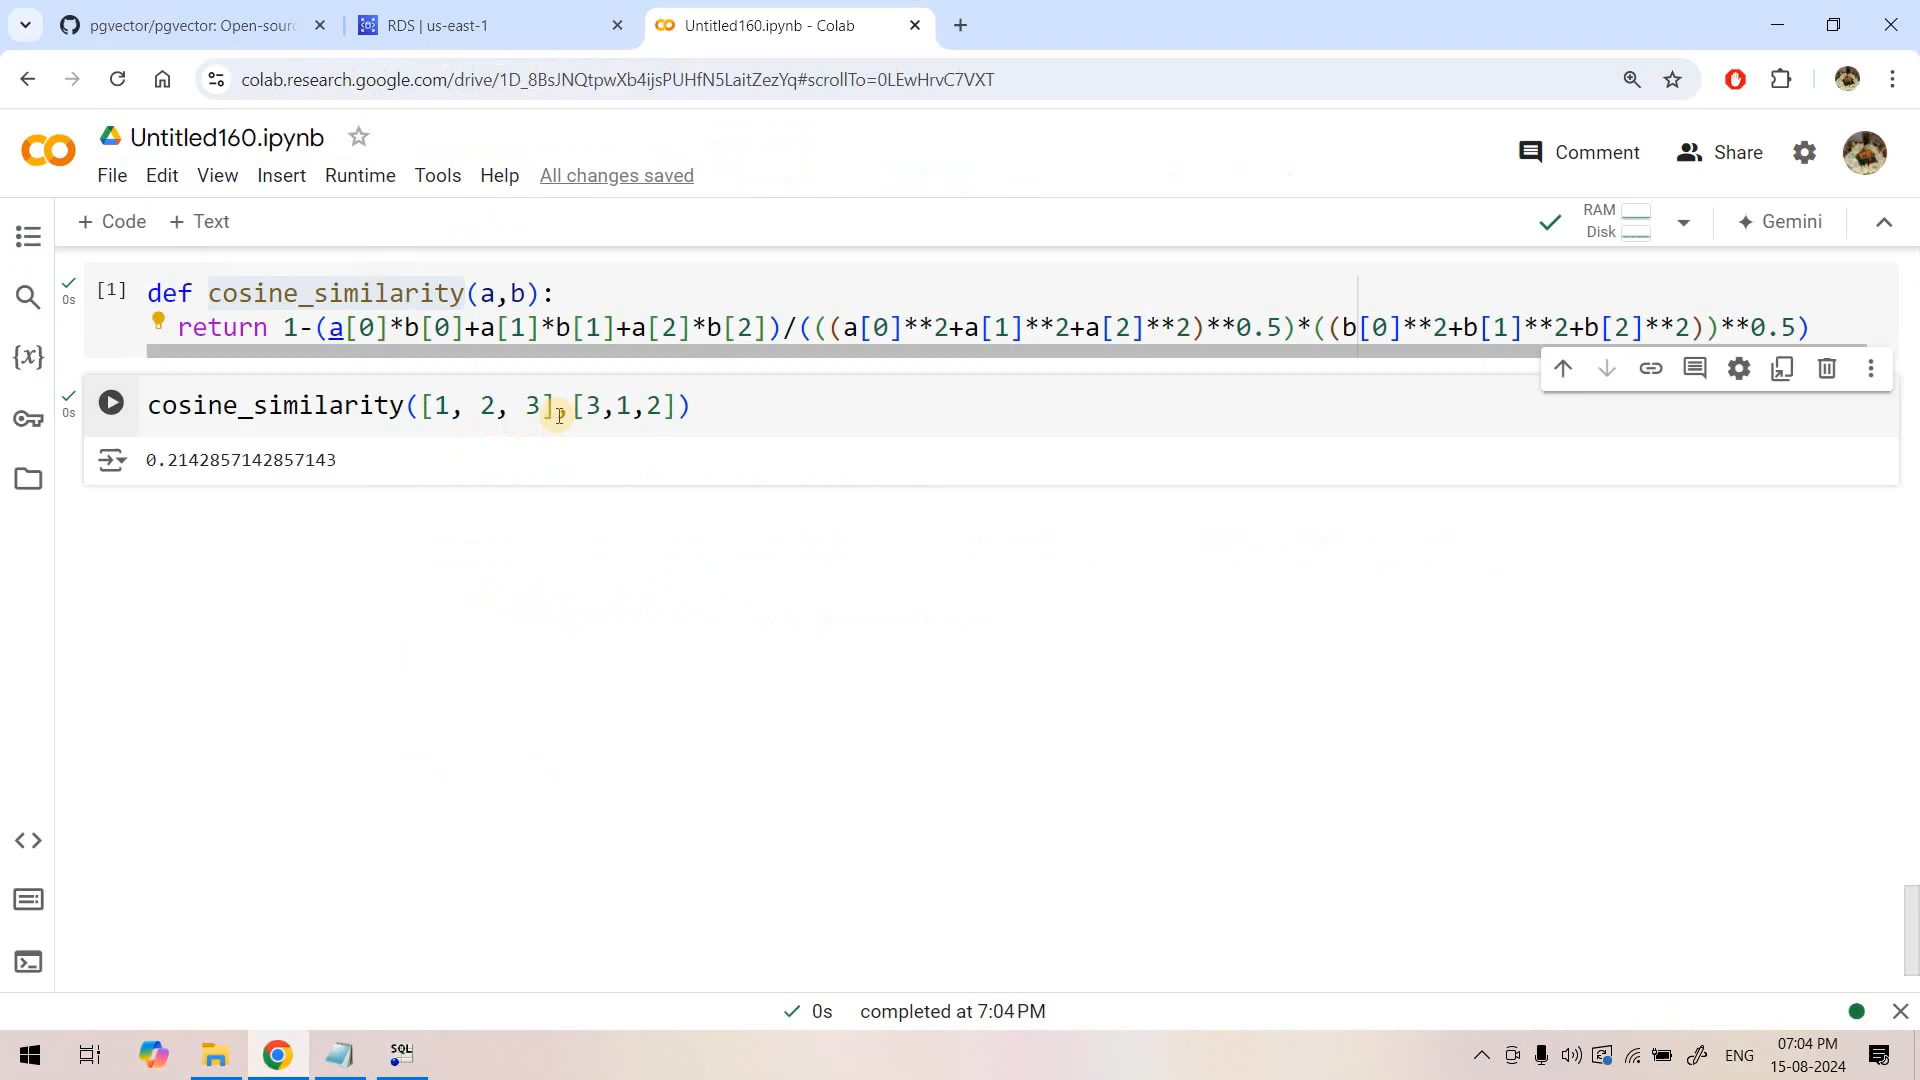 pgvector/pgvector: Open-sour
RDS | us-east-1
Untitled160.ipynb - Colab
colab.research.google.com/drive/1D_8BsJNQtpwXb4ijsPUHfN5LaitZezYq#scrollTo=0LEwHrvC7VXT
Untitled160.ipynb
Comment
Share
File Edit View Insert Runtime Tools Help All changes saved
+ Code + Text
RAM
Disk
Gemini
[1] def cosine_similarity(a,b):
0s
return 1-(a[0]*b[0]+a[1]*b[1]+a[2]*b[2])/(((a[0]**2+a[1]**2+a[2]**2)**0.5)*((b[0]**2+b[1]**2+b[2]**2))**0.5)
cosine_similarity([1, 2, 3],[3,1,2])
0s
0.2142857142857143
0s completed at 7:04 PM
SQL
ENG
07:04 PM
15-08-2024